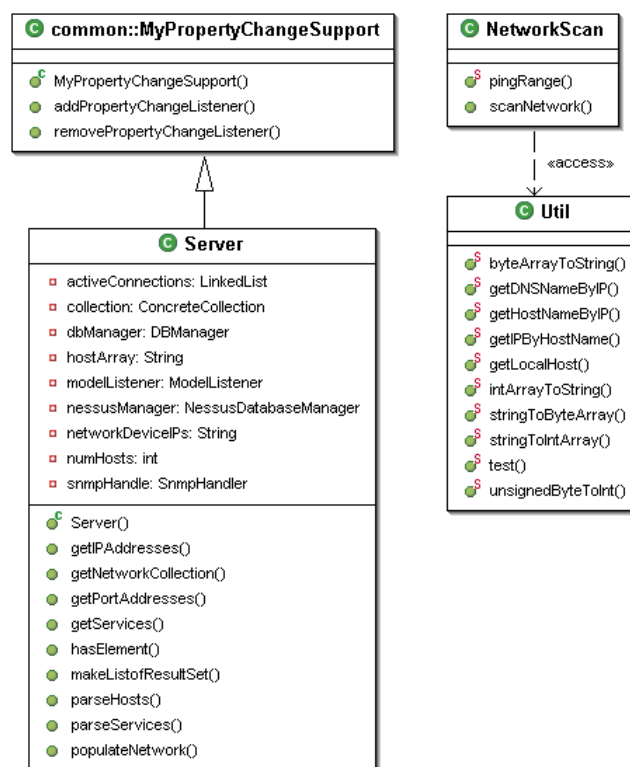 C common::MyPropertyChangeSupport
C MyPropertyChangeSupport()
addPropertyChangeListener()
removePropertyChangeListener()
C Server
activeConnections: LinkedList
collection: ConcreteCollection
dbManager: DBManager
hostArray: String
modelListener: ModelListener
nessusManager: NessusDatabaseManager
networkDeviceIPs: String
numHosts: int
snmpHandle: SnmpHandler
C Server()
getIPAddresses()
getNetworkCollection()
getPortAddresses()
getServices()
hasElement()
makeListofResultSet()
parseHosts()
parseServices()
populateNetwork()
C NetworkScan
S pingRange()
scanNetwork()
«access»
C Util
S byteArrayToString()
S getDNSNameByIP()
S getHostNameByIP()
S getIPByHostName()
S getLocalHost()
S intArrayToString()
S stringToByteArray()
S stringToIntArray()
S test()
S unsignedByteToInt()